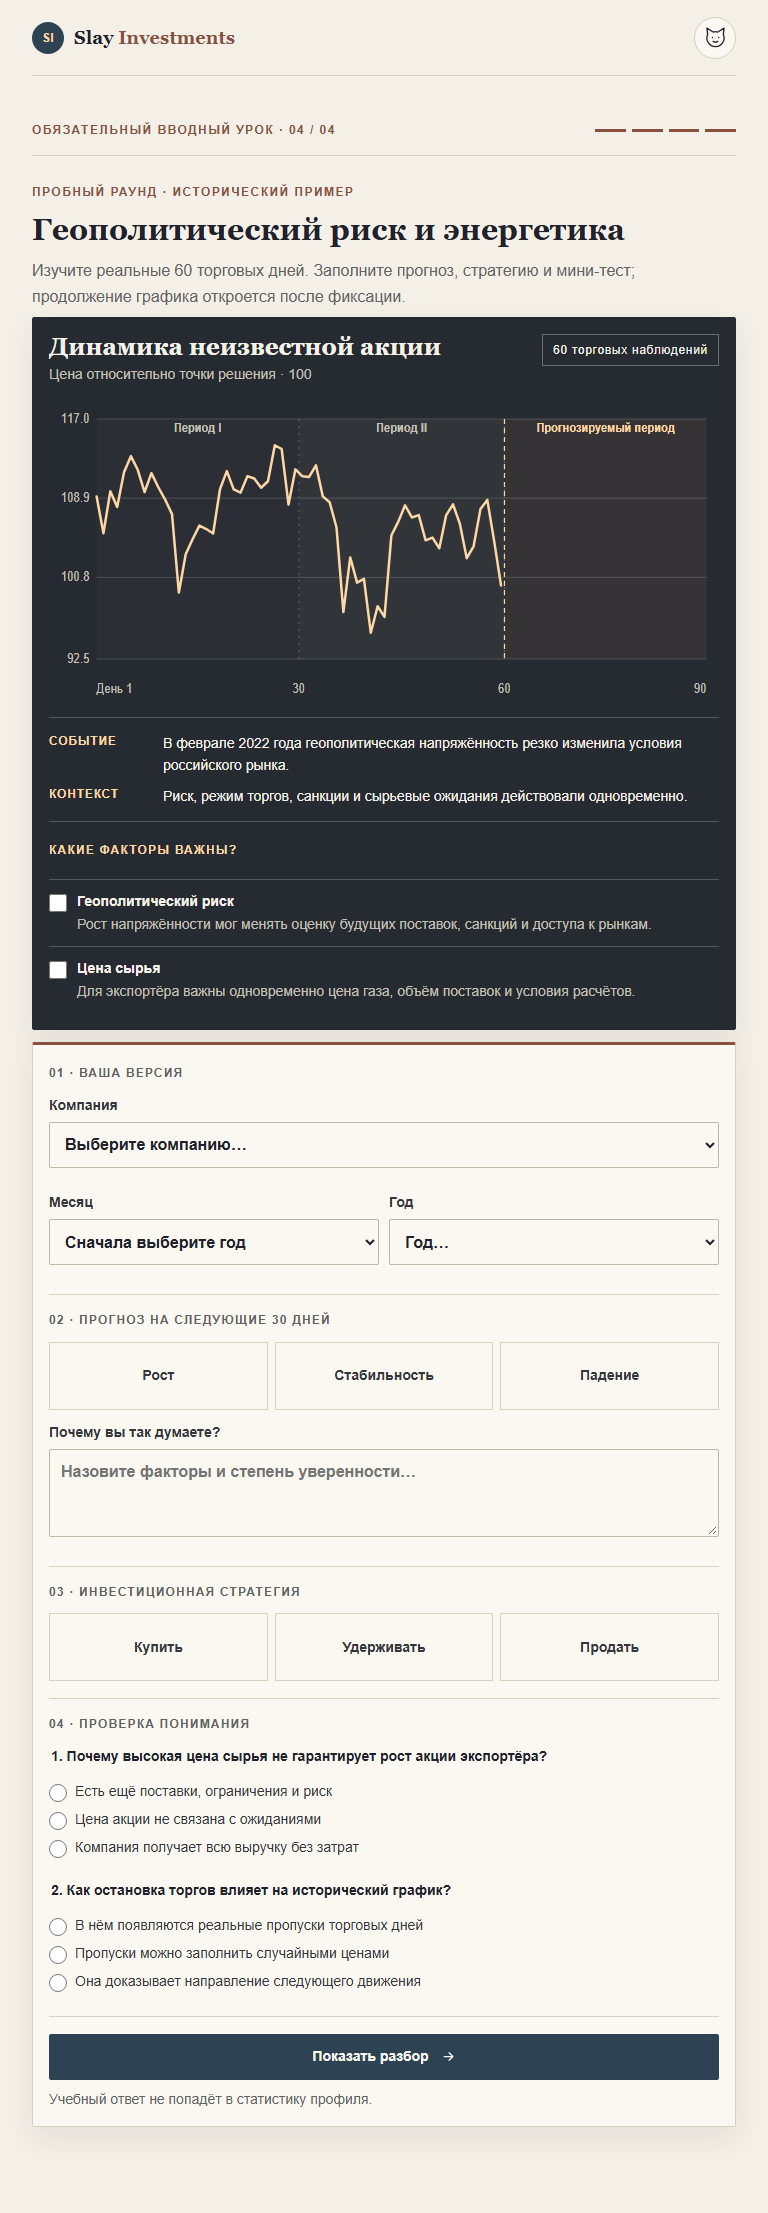 SI Slay Investments
ОБЯЗАТЕЛЬНЫЙ ВВОДНЫЙ УРОК · 04 / 04
ПРОБНЫЙ РАУНД · ИСТОРИЧЕСКИЙ ПРИМЕР
Геополитический риск и энергетика
Изучите реальные 60 торговых дней. Заполните прогноз, стратегию и мини-тест;
продолжение графика откроется после фиксации.
Динамика неизвестной акции
60 торговых наблюдений
Цена относительно точки решения · 100
117.0
Период I
Период II
Прогнозируемый период
108.9
100.8
92.5
День 1
30
60
90
СОБЫТИЕ
В феврале 2022 года геополитическая напряжённость резко изменила условия
российского рынка.
КОНТЕКСТ
Риск, режим торгов, санкции и сырьевые ожидания действовали одновременно.
КАКИЕ ФАКТОРЫ ВАЖНЫ?
Геополитический риск
Рост напряжённости мог менять оценку будущих поставок, санкций и доступа к рынкам.
Цена сырья
Для экспортёра важны одновременно цена газа, объём поставок и условия расчётов.
01 · ВАША ВЕРСИЯ
Компания
Выберите компанию...
Месяц
Год
Сначала выберите год
Год...
02 · ПРОГНОЗ НА СЛЕДУЮЩИЕ 30 ДНЕЙ
Рост
Стабильность
Падение
Почему вы так думаете?
Назовите факторы и степень уверенности...
03 · ИНВЕСТИЦИОННАЯ СТРАТЕГИЯ
Купить
Удерживать
Продать
04 · ПРОВЕРКА ПОНИМАНИЯ
1. Почему высокая цена сырья не гарантирует рост акции экспортёра?
Есть ещё поставки, ограничения и риск
Цена акции не связана с ожиданиями
Компания получает всю выручку без затрат
2. Как остановка торгов влияет на исторический график?
В нём появляются реальные пропуски торговых дней
Пропуски можно заполнить случайными ценами
Она доказывает направление следующего движения
Показать разбор →
Учебный ответ не попадёт в статистику профиля.